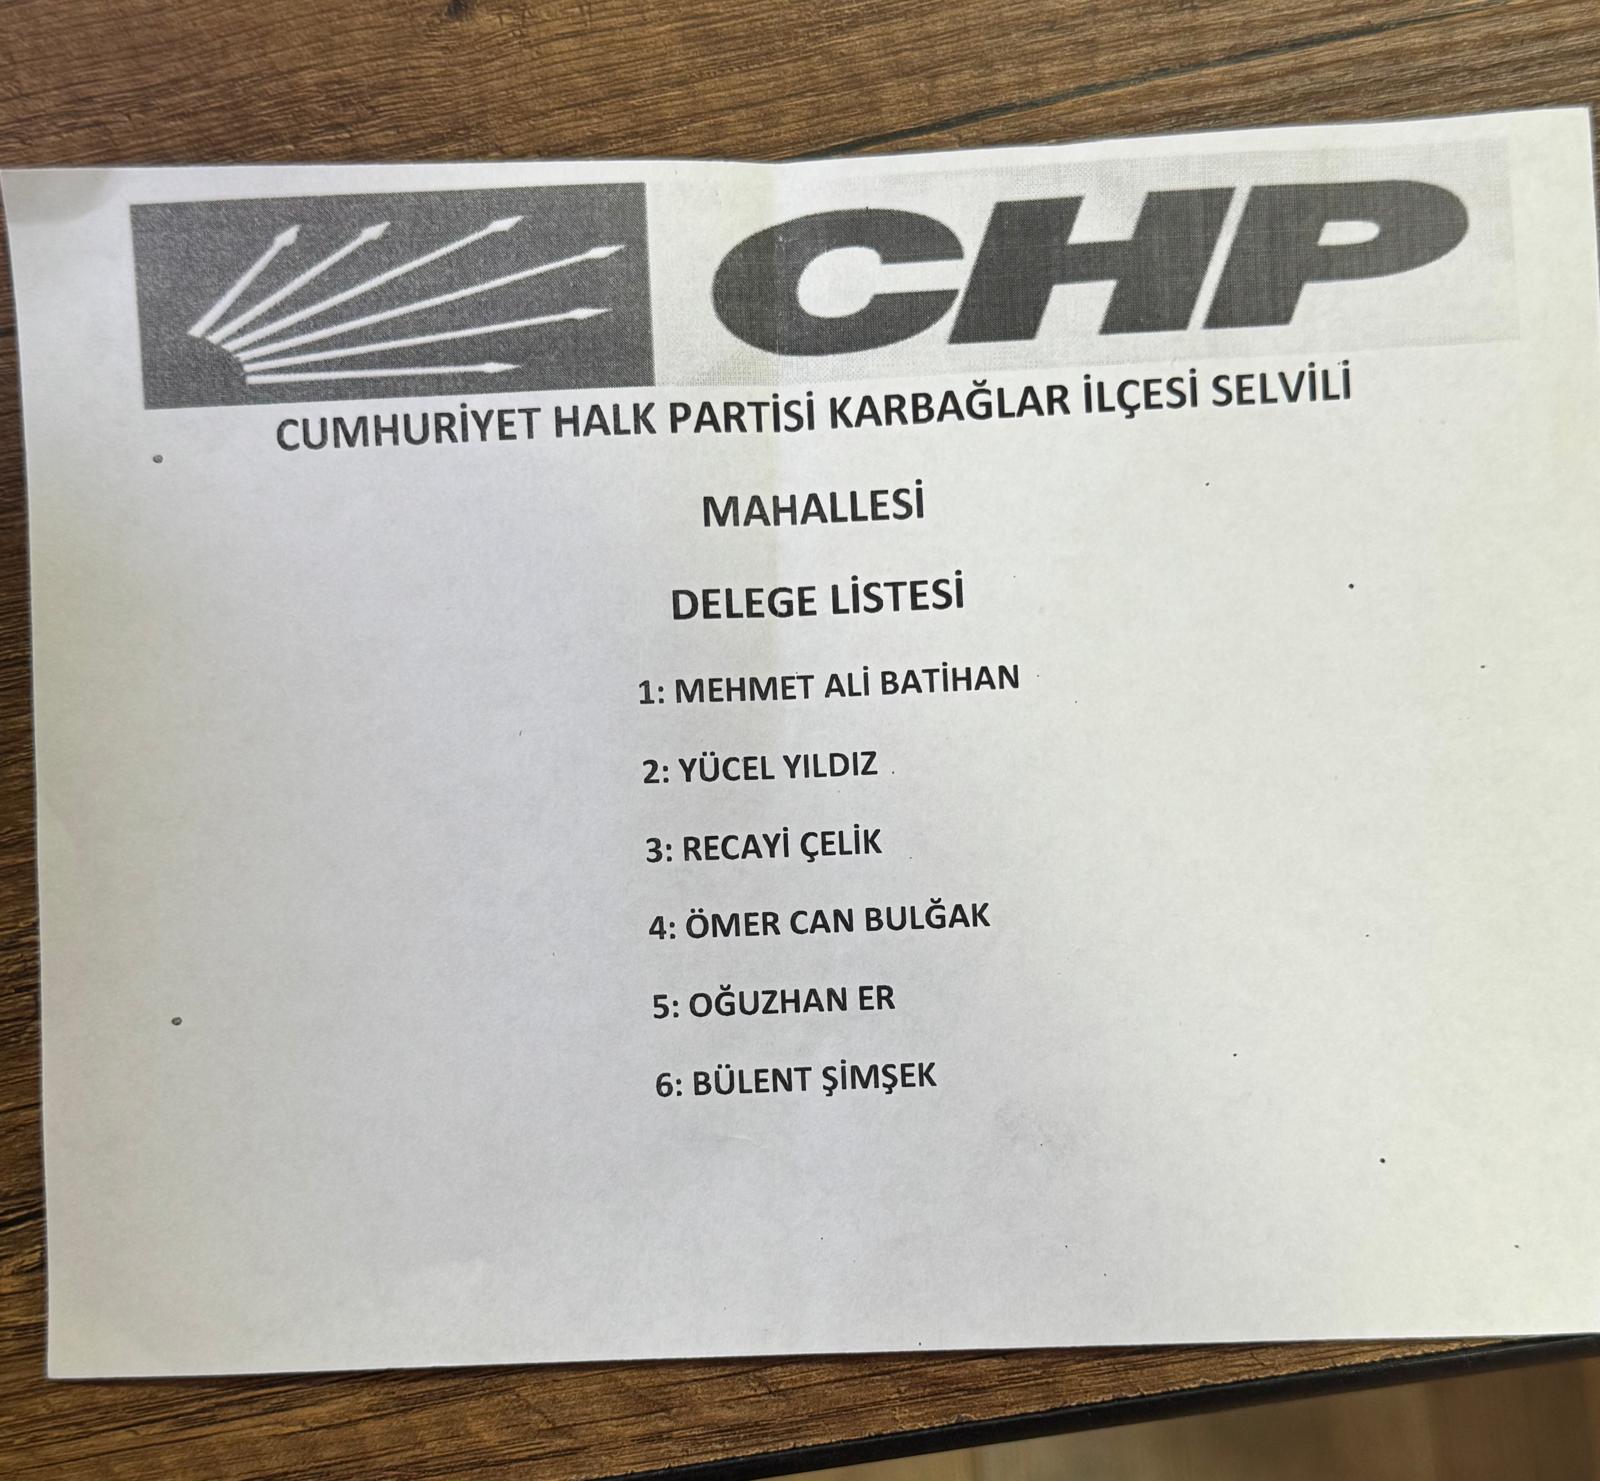 CHP
CUMHURİYET HALK PARTİSİ KARBAĞLAR İLÇESİ SELVİLİ
MAHALLESİ
DELEGE LİSTESİ
1: MEHMET ALİ BATİHAN
2: YÜCEL YILDIZ
3: RECAYİ ÇELİK
4: ÖMER CAN BULĞAK
5: OĞUZHAN ER
6: BÜLENT ŞİMŞEK